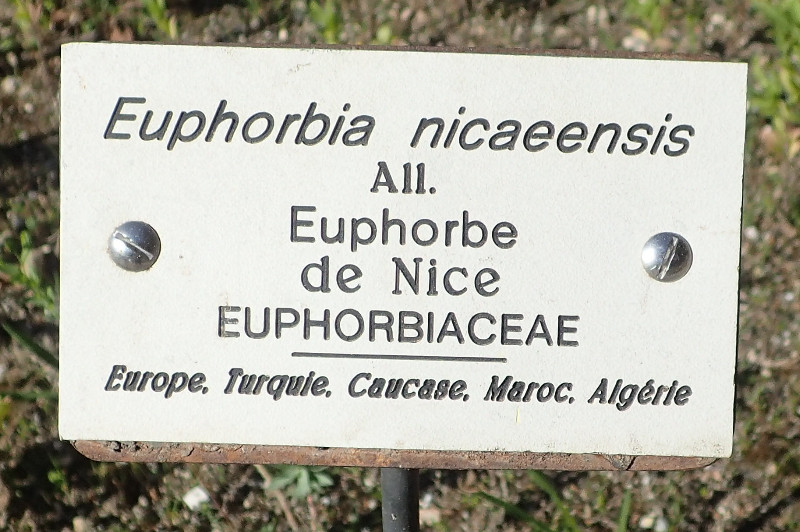 Euphorbia nicaeensis
All.
Euphorbe
de Nice
EUPHORBIACEAE
Europe. Turquie. Caucase. Maroc. Algérie